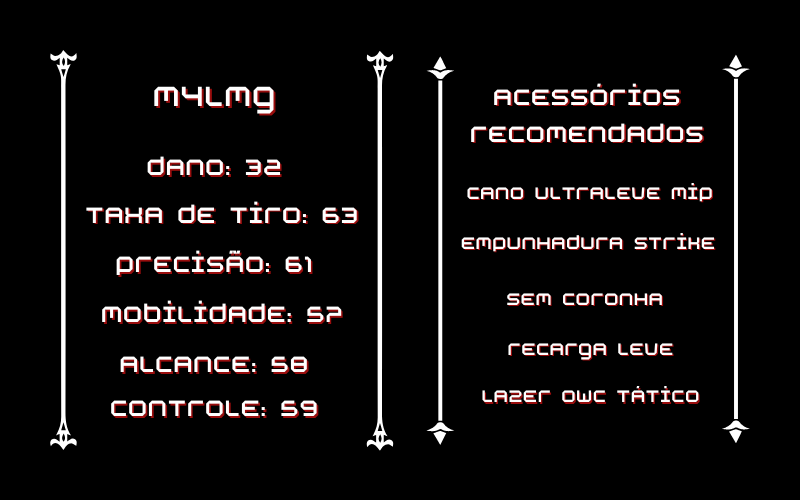 M4LMG
DANO: 32
TAXA DE TIRO: 63
PRECISÃO: 61
MOBILIDADE: 57
ALCANCE: 58
CONTROLE: 59
ACESSÓRIOS
RECOMENDADOS
CANO ULTRALEVE MIP
EMPUNHADURA STRIKE
SEM CORONHA
RECARGA LEVE
LAZER OWC TÁTICO